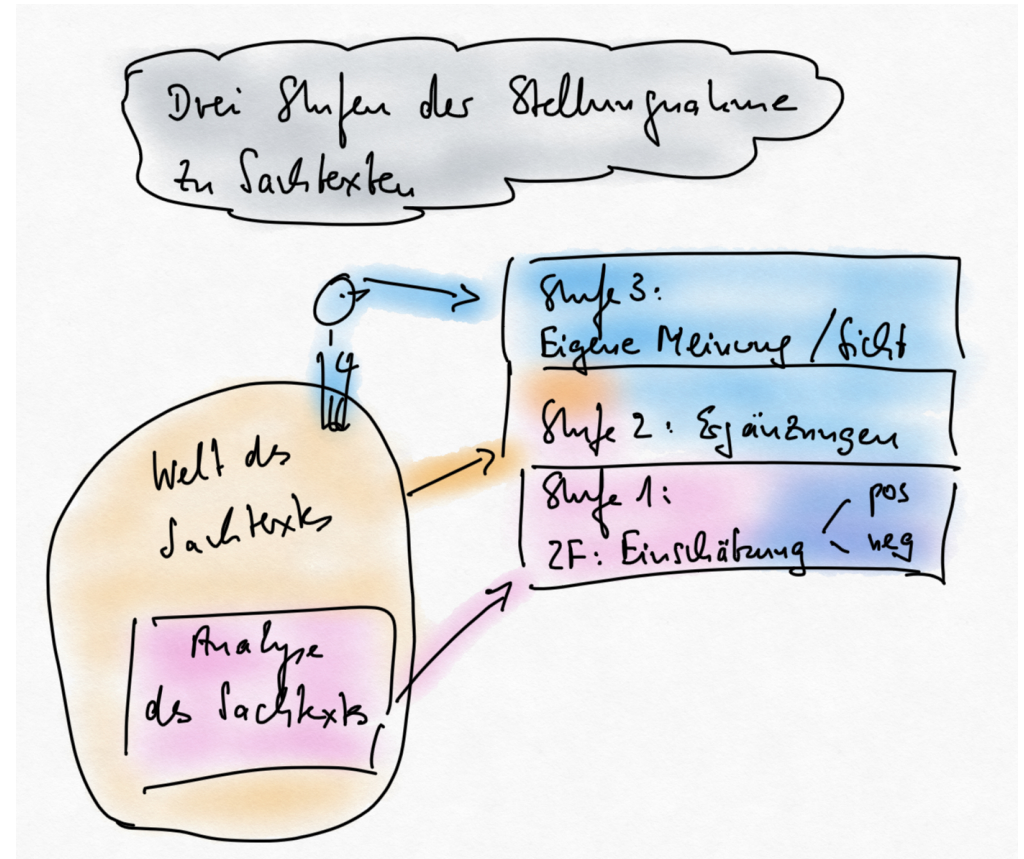 Drei Stufen der Stellungnahme
zu Sachtexten
Stufe 3:
Eigene Meinung / Sicht
Stufe 2: Ergänzungen
Stufe 1:
2F: Einschätzung
pos
neg
Welt des
Sachtexts
Analyse
des Sachtexts